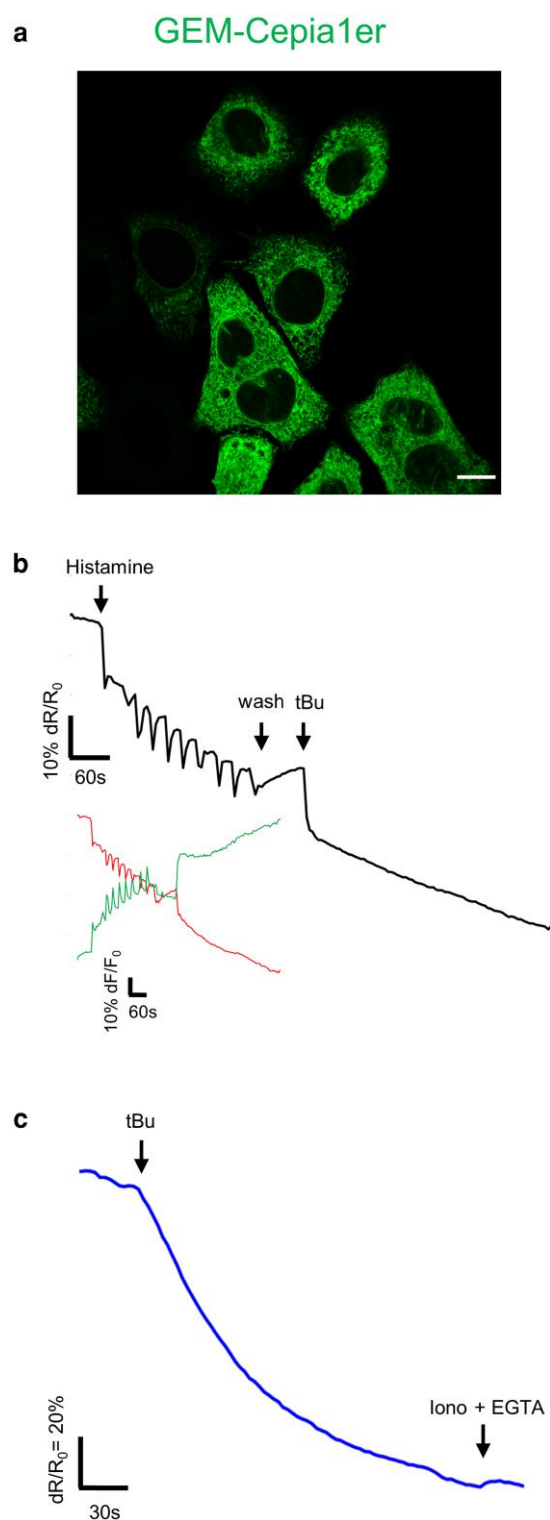 a
GEM-Cepia1er
b
Histamine
wash
tBu
10% dR/R0
60s
10% dF/F0
60s
c
tBu
Iono + EGTA
dR/R0= 20%
30s